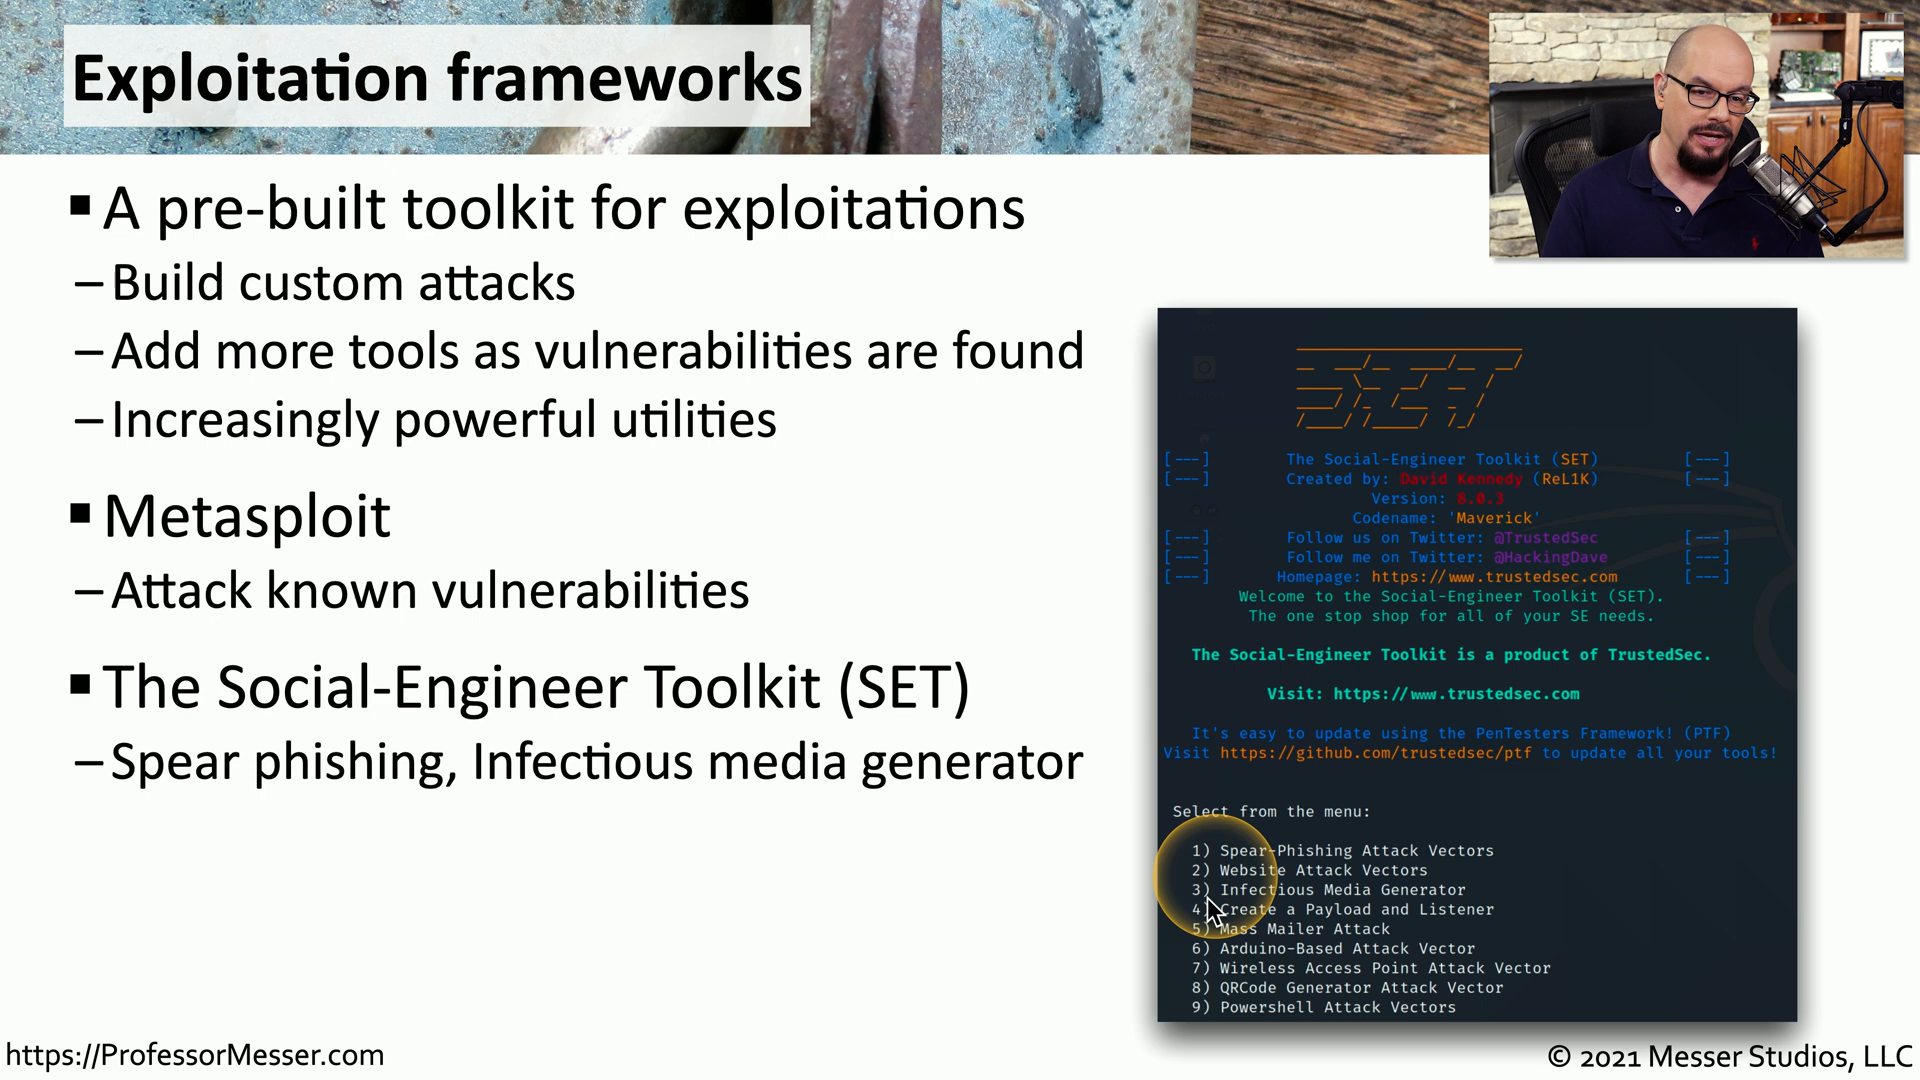 Exploitation frameworks
▪ A pre-built toolkit for exploitations
– Build custom attacks
– Add more tools as vulnerabilities are found
– Increasingly powerful utilities
▪ Metasploit
– Attack known vulnerabilities
▪ The Social-Engineer Toolkit (SET)
– Spear phishing, Infectious media generator
[---] The Social-Engineer Toolkit (SET) [---]
[---] Created by: David Kennedy (ReL1K) [---]
Version: 8.0.3
Codename: 'Maverick'
[---] Follow us on Twitter: @TrustedSec [---]
[---] Follow me on Twitter: @HackingDave [---]
[---] Homepage: https://www.trustedsec.com [---]
Welcome to the Social-Engineer Toolkit (SET).
The one stop shop for all of your SE needs.
The Social-Engineer Toolkit is a product of TrustedSec.
Visit: https://www.trustedsec.com
It's easy to update using the PenTesters Framework! (PTF)
Visit https://github.com/trustedsec/ptf to update all your tools!
Select from the menu:
1) Spear-Phishing Attack Vectors
2) Website Attack Vectors
3) Infectious Media Generator
4) Create a Payload and Listener
5) Mass Mailer Attack
6) Arduino-Based Attack Vector
7) Wireless Access Point Attack Vector
8) QRCode Generator Attack Vector
9) Powershell Attack Vectors
https://ProfessorMesser.com
© 2021 Messer Studios, LLC